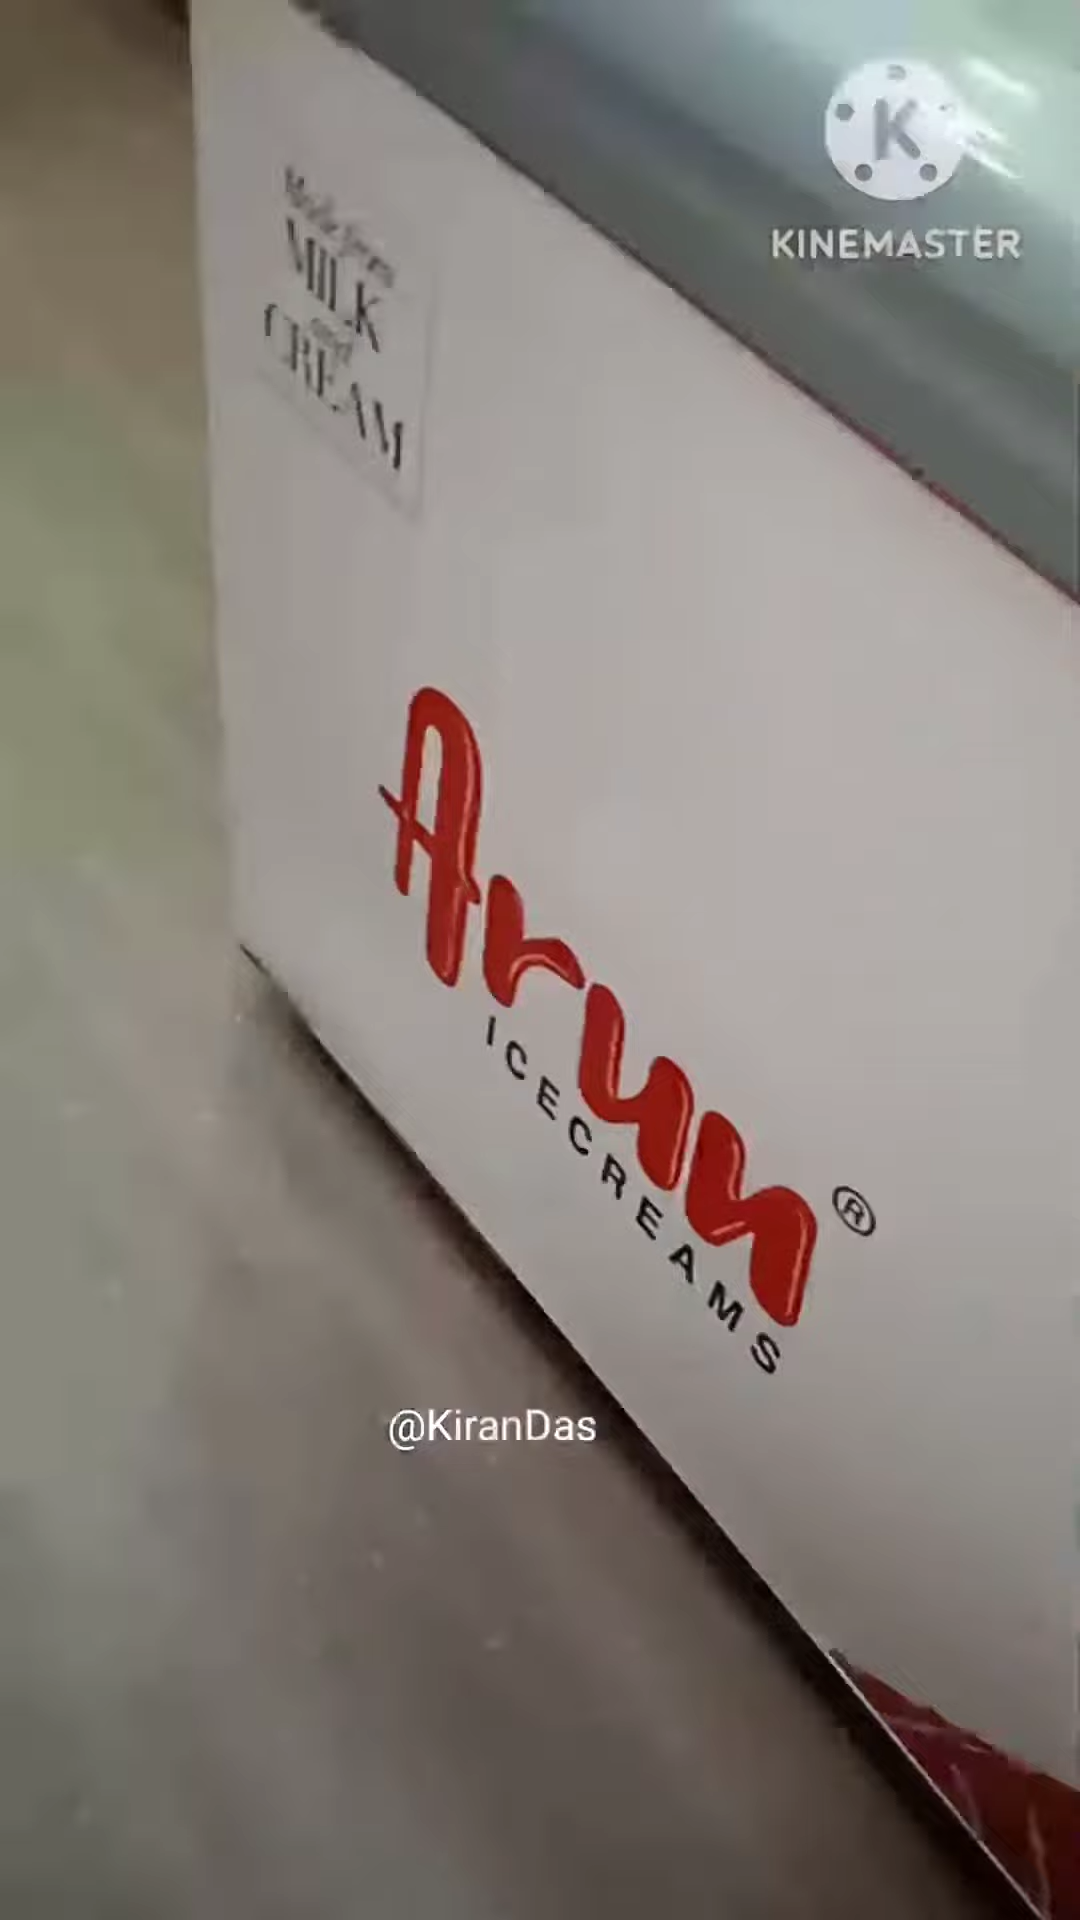 KINEMASTER
Made from
MILK
and
CREAM
Arun ®
ICECREAMS
@KiranDas